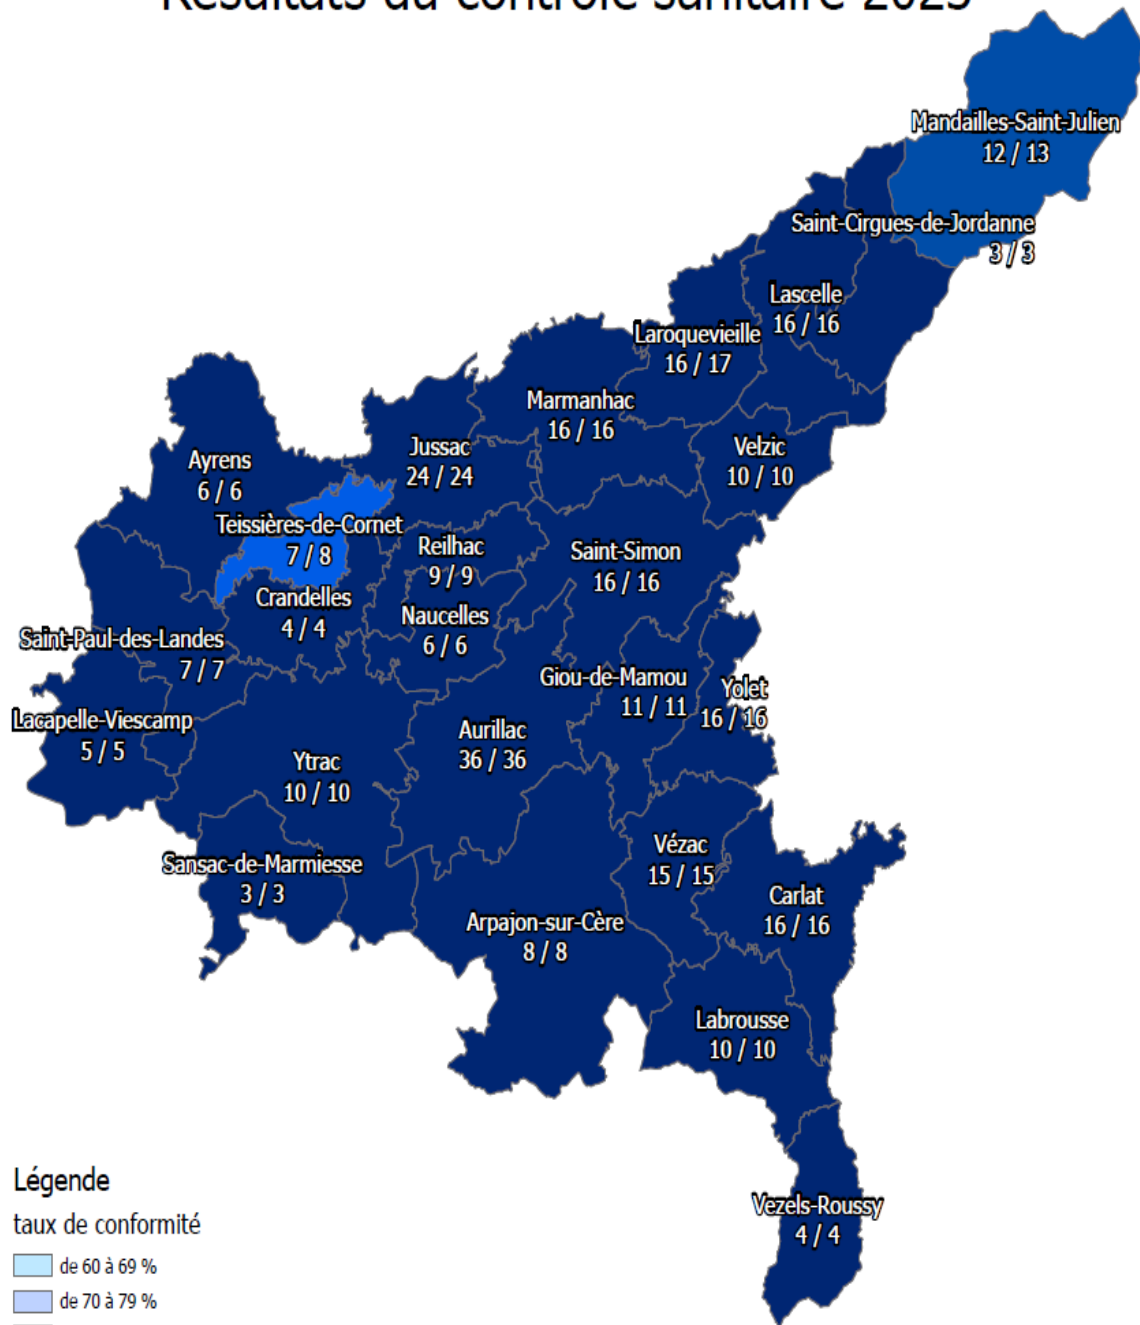 Résultats du contrôle sanitaire 2023
Mandailles-Saint-Julien
12 / 13
Saint-Cirgues-de-Jordanne
3 / 3
Lascelle
16 / 16
Laroquevieille
16 / 17
Marmanhac
16 / 16
Jussac
24 / 24
Velzic
10 / 10
Ayrens
6 / 6
Teissières-de-Cornet
7 / 8
Reilhac
9 / 9
Saint-Simon
16 / 16
Crandelles
4 / 4
Naucelles
6 / 6
Saint-Paul-des-Landes
7 / 7
Giou-de-Mamou
11 / 11
Yolet
16 / 16
Lacapelle-Viescamp
5 / 5
Aurillac
36 / 36
Ytrac
10 / 10
Vézac
15 / 15
Sansac-de-Marmiesse
3 / 3
Carlat
16 / 16
Arpajon-sur-Cère
8 / 8
Labrousse
10 / 10
Vezels-Roussy
4 / 4
Légende
taux de conformité
de 60 à 69 %
de 70 à 79 %